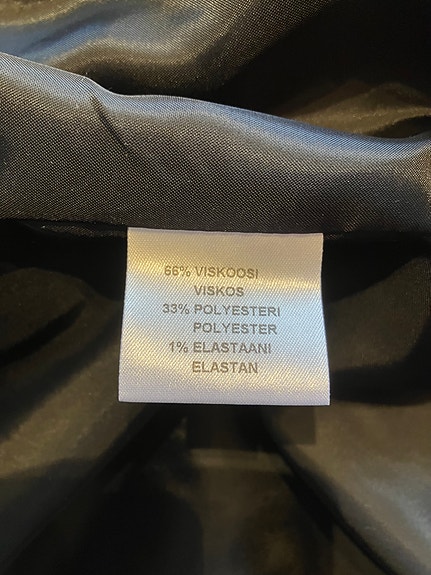 66% VISKOOSI
VISKOS
33% POLYESTERI
POLYESTER
1% ELASTAANI
ELASTAN